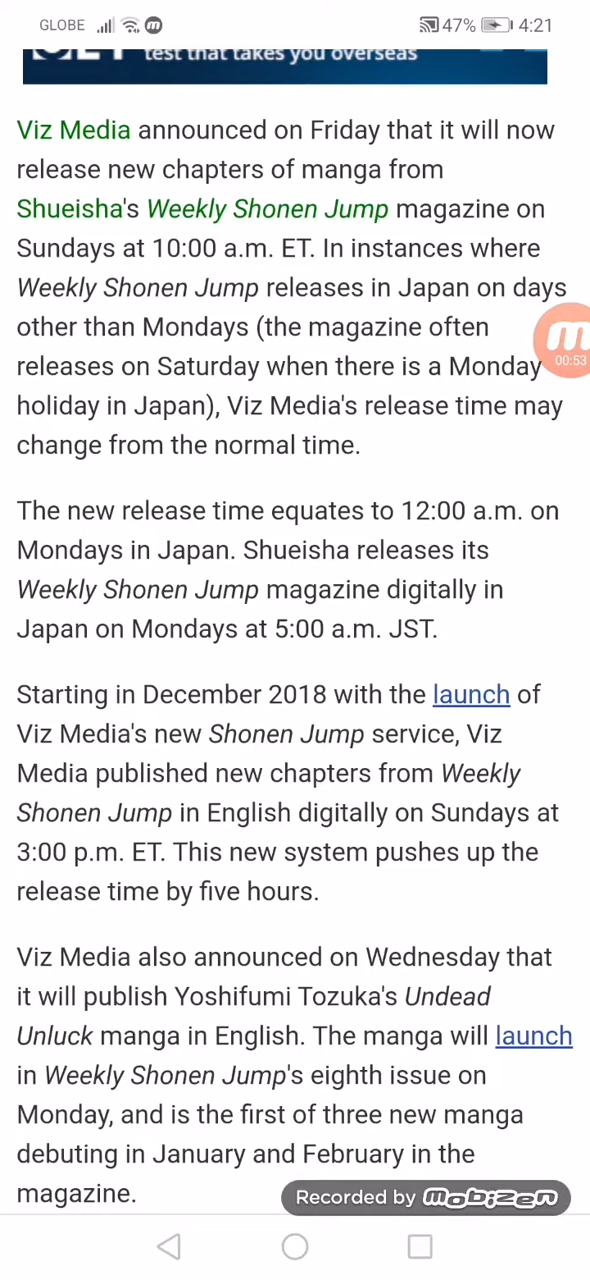 GLOBE 47% 4:21
test that takes you overseas
Viz Media announced on Friday that it will now
release new chapters of manga from
Shueisha's Weekly Shonen Jump magazine on
Sundays at 10:00 a.m. ET. In instances where
Weekly Shonen Jump releases in Japan on days
other than Mondays (the magazine often
releases on Saturday when there is a Monday
00:53
holiday in Japan), Viz Media's release time may
change from the normal time.
The new release time equates to 12:00 a.m. on
Mondays in Japan. Shueisha releases its
Weekly Shonen Jump magazine digitally in
Japan on Mondays at 5:00 a.m. JST.
Starting in December 2018 with the launch of
Viz Media's new Shonen Jump service, Viz
Media published new chapters from Weekly
Shonen Jump in English digitally on Sundays at
3:00 p.m. ET. This new system pushes up the
release time by five hours.
Viz Media also announced on Wednesday that
it will publish Yoshifumi Tozuka's Undead
Unluck manga in English. The manga will launch
in Weekly Shonen Jump's eighth issue on
Monday, and is the first of three new manga
debuting in January and February in the
magazine.
Recorded by mobizen